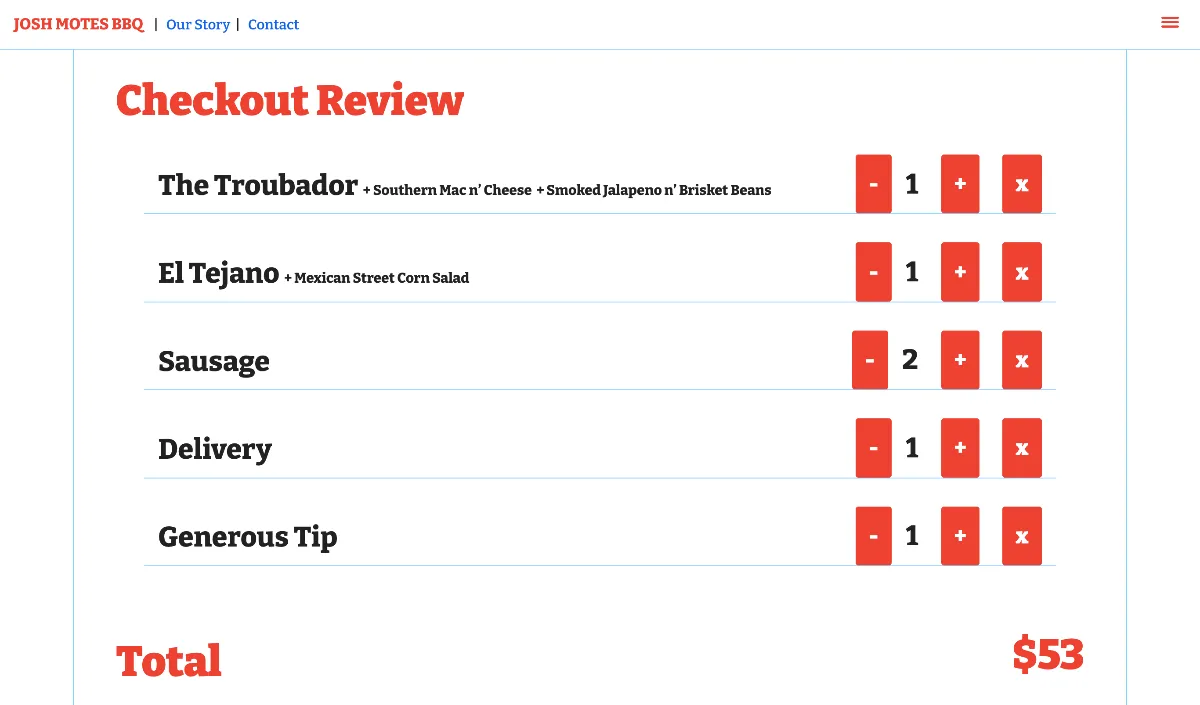 JOSH MOTES BBQ | Our Story | Contact
Checkout Review
The Troubador + Southern Mac n’ Cheese + Smoked Jalapeno n’ Brisket Beans - 1 + x
El Tejano + Mexican Street Corn Salad - 1 + x
Sausage - 2 + x
Delivery - 1 + x
Generous Tip - 1 + x
Total $53